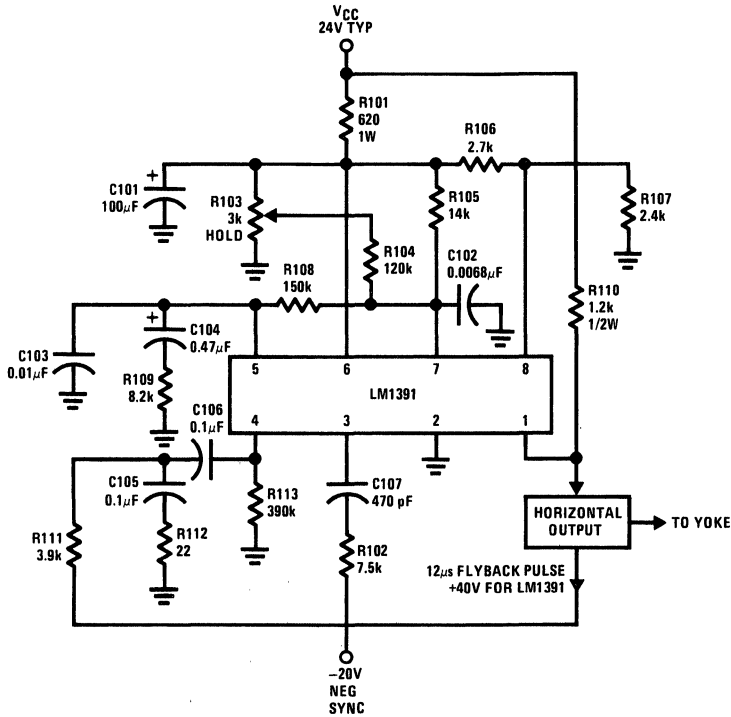 VCC
24V TYP
R101
620
1W
R106
2.7k
C101
100μF
+
R103
3k
HOLD
R105
14k
R107
2.4k
R104
120k
C102
0.0068μF
R108
150k
R110
1.2k
1/2W
C103
0.01μF
+
C104
0.47μF
R109
8.2k
5
6
7
8
LM1391
4
3
2
1
C106
0.1μF
C105
0.1μF
R113
390k
C107
470 pF
R111
3.9k
R112
22
R102
7.5k
HORIZONTAL
OUTPUT
TO YOKE
12μs FLYBACK PULSE
+40V FOR LM1391
−20V
NEG
SYNC